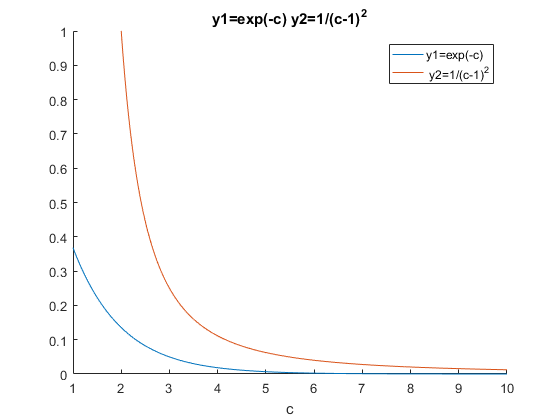 y1=exp(-c) y2=1/(c-1)²
y1=exp(-c)
y2=1/(c-1)²
1
0.9
0.8
0.7
0.6
0.5
0.4
0.3
0.2
0.1
0
1 2 3 4 5 6 7 8 9 10
c